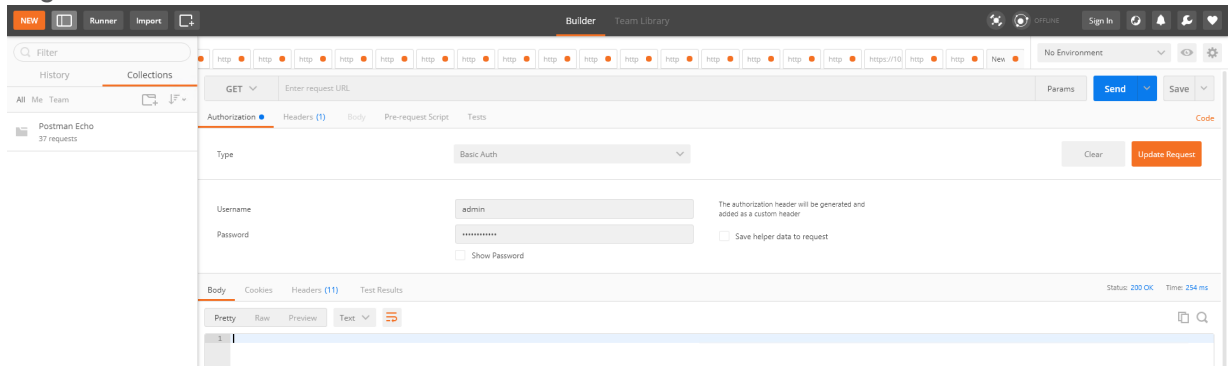 NEW Runner Import Builder Team Library OFFLINE Sign In
Filter
History Collections
All Me Team
Postman Echo
37 requests
http http http http http http http http http http http http http http http http https://10. http http New
No Environment
GET Enter request URL Params Send Save
Authorization Headers (1) Body Pre-request Script Tests Code
Type Basic Auth Clear Update Request
Username admin The authorization header will be generated and
added as a custom header
Password •••••••••••• Save helper data to request
Show Password
Body Cookies Headers (11) Test Results Status: 200 OK Time: 254 ms
Pretty Raw Preview Text
1